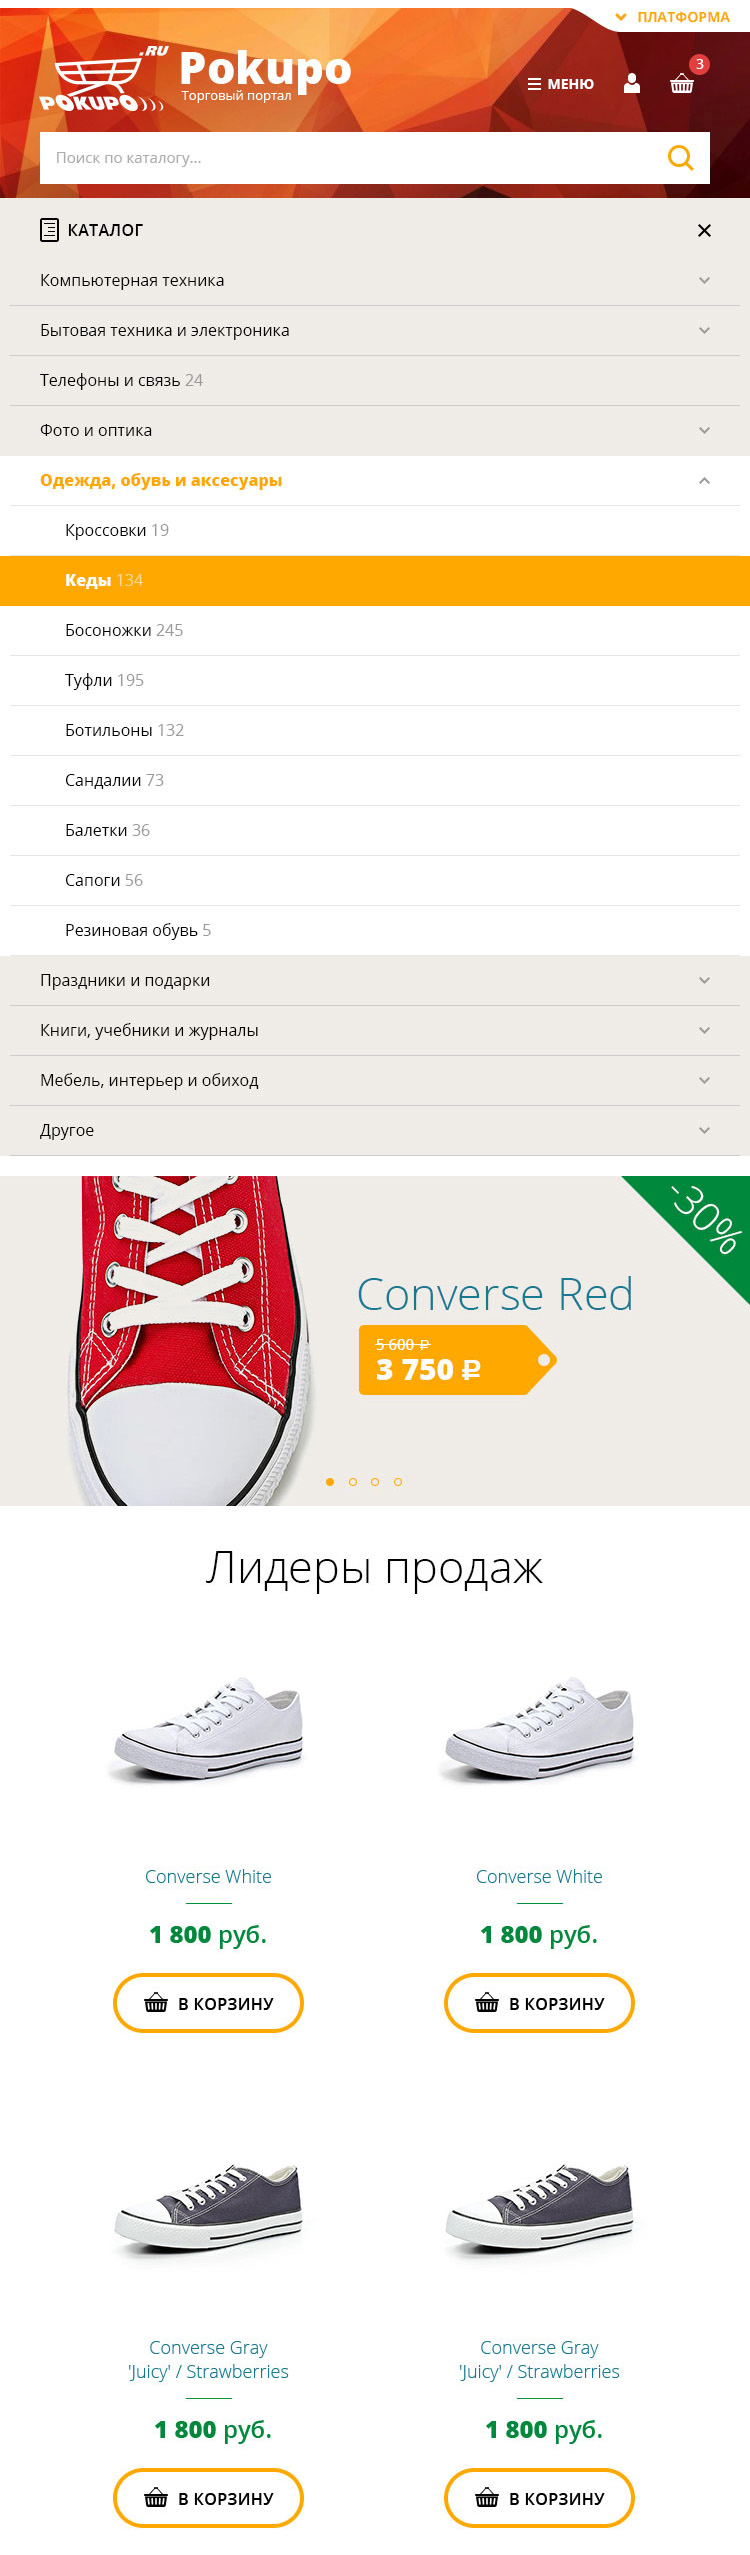 ПЛАТФОРМА
.RU
POKUPO
Pokupo
Торговый портал
МЕНЮ
3
Поиск по каталогу...
КАТАЛОГ
Компьютерная техника
Бытовая техника и электроника
Телефоны и связь 24
Фото и оптика
Одежда, обувь и аксесуары
Кроссовки 19
Кеды 134
Босоножки 245
Туфли 195
Ботильоны 132
Сандалии 73
Балетки 36
Сапоги 56
Резиновая обувь 5
Праздники и подарки
Книги, учебники и журналы
Мебель, интерьер и обиход
Другое
-30%
Converse Red
5 600 ₽
3 750 ₽
Лидеры продаж
Converse White
Converse White
1 800 руб.
1 800 руб.
В КОРЗИНУ
В КОРЗИНУ
Converse Gray
'Juicy' / Strawberries
Converse Gray
'Juicy' / Strawberries
1 800 руб.
1 800 руб.
В КОРЗИНУ
В КОРЗИНУ